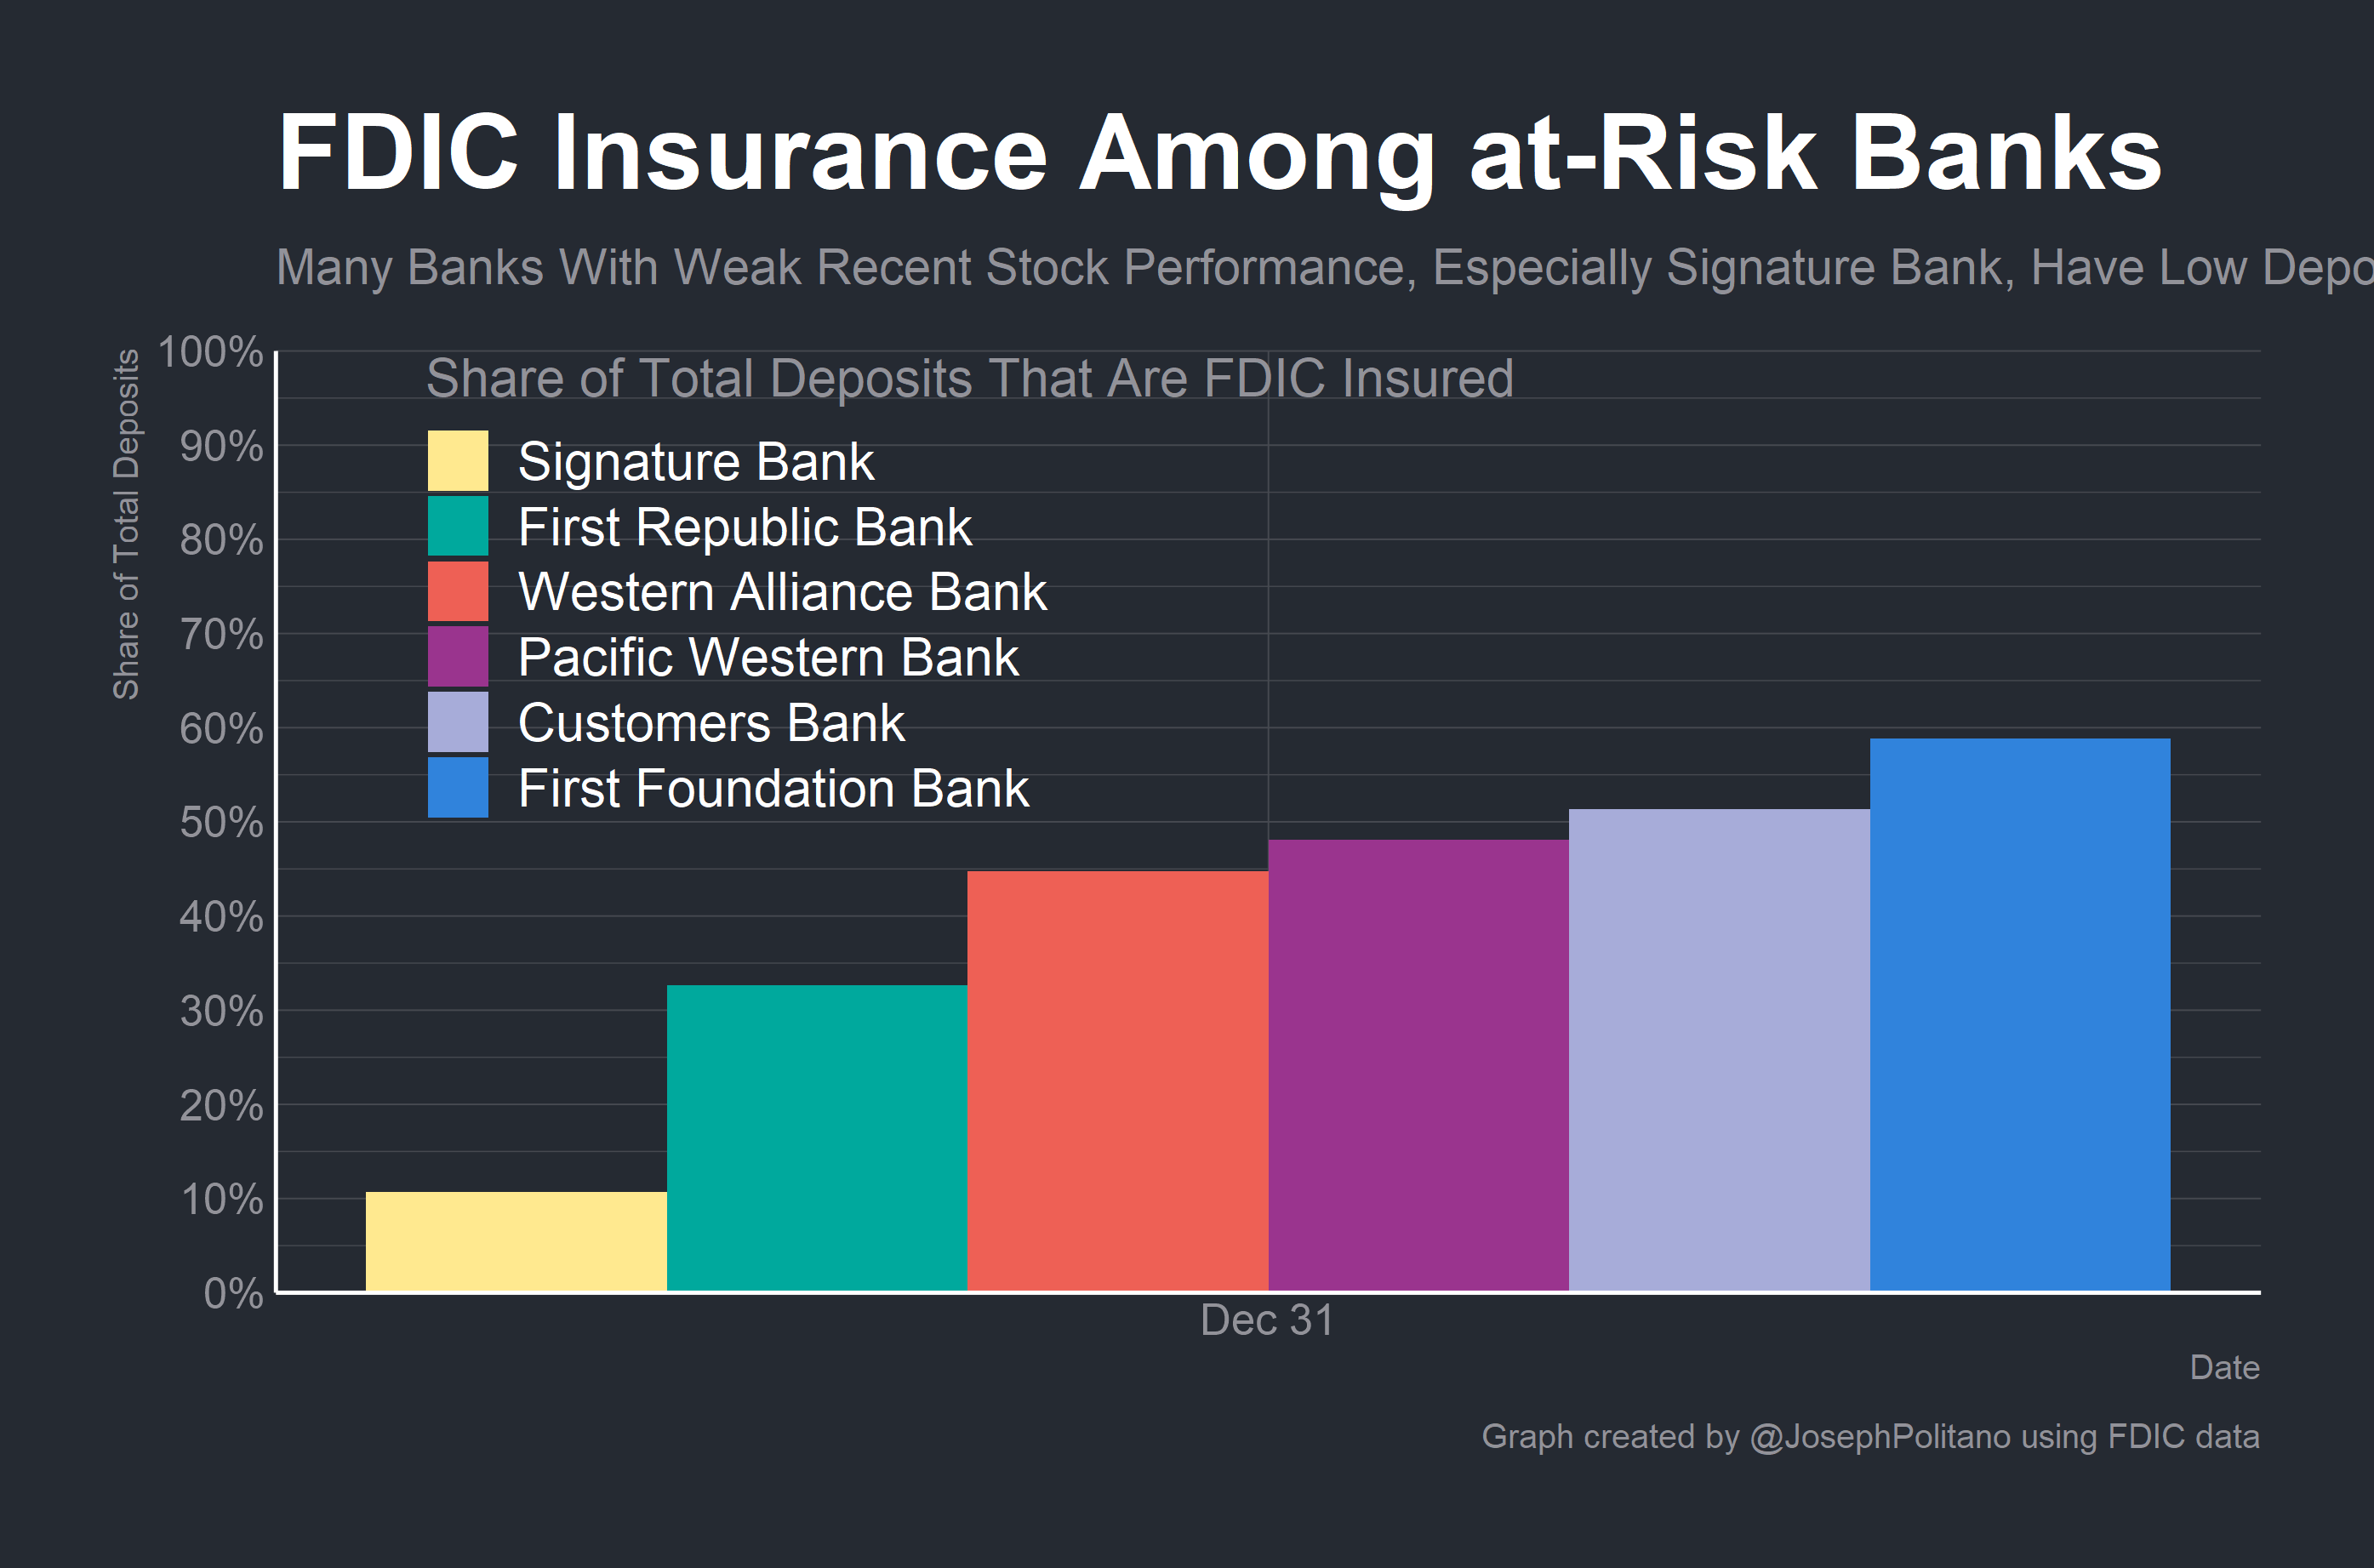 FDIC Insurance Among at-Risk Banks
Many Banks With Weak Recent Stock Performance, Especially Signature Bank, Have Low
Share of Total Deposits
100%
90%
80%
70%
60%
50%
40%
30%
20%
10%
0%
Share of Total Deposits That Are FDIC Insured
Signature Bank
First Republic Bank
Western Alliance Bank
Pacific Western Bank
Customers Bank
First Foundation Bank
Dec 31
Date
Graph created by @JosephPolitano using FDIC data